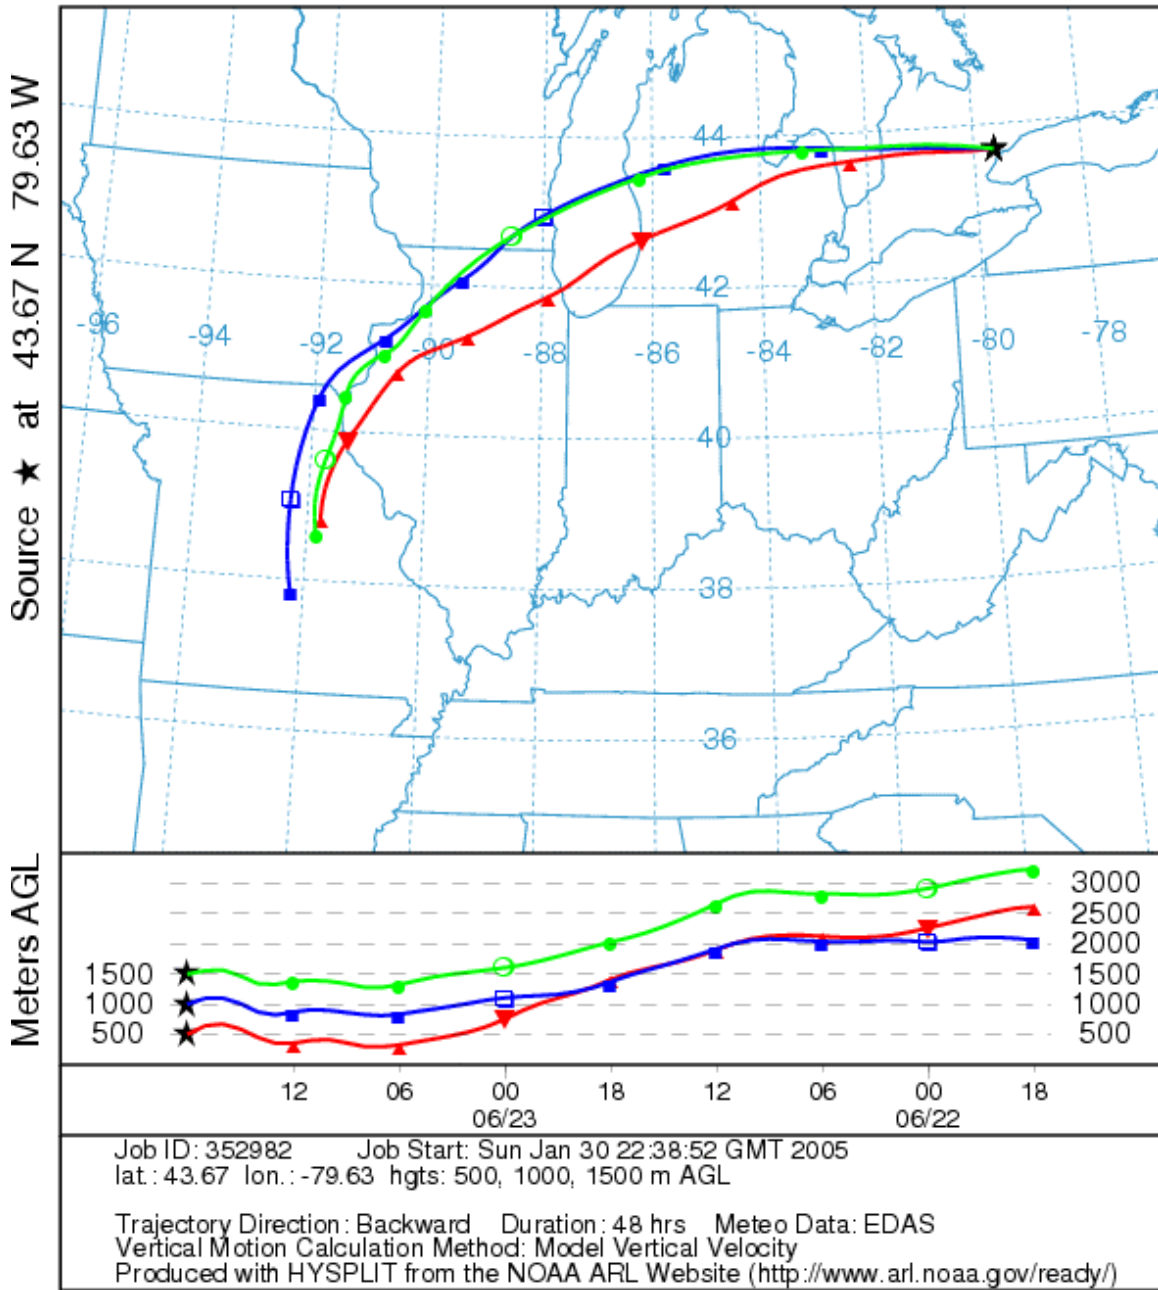 Source ★ at 43.67 N 79.63 W
44
42
-96 -94 -92 -90 -88 -86 -84 -82 -80 -78
40
38
36
Meters AGL
3000
2500
2000
1500 1500
1000 1000
500 500
12 06 00 18 12 06 00 18
06/23 06/22
Job ID: 352982 Job Start: Sun Jan 30 22:38:52 GMT 2005
lat.: 43.67 lon.: -79.63 hgts: 500, 1000, 1500 m AGL
Trajectory Direction: Backward Duration: 48 hrs Meteo Data: EDAS
Vertical Motion Calculation Method: Model Vertical Velocity
Produced with HYSPLIT from the NOAA ARL Website (http://www.arl.noaa.gov/ready/)